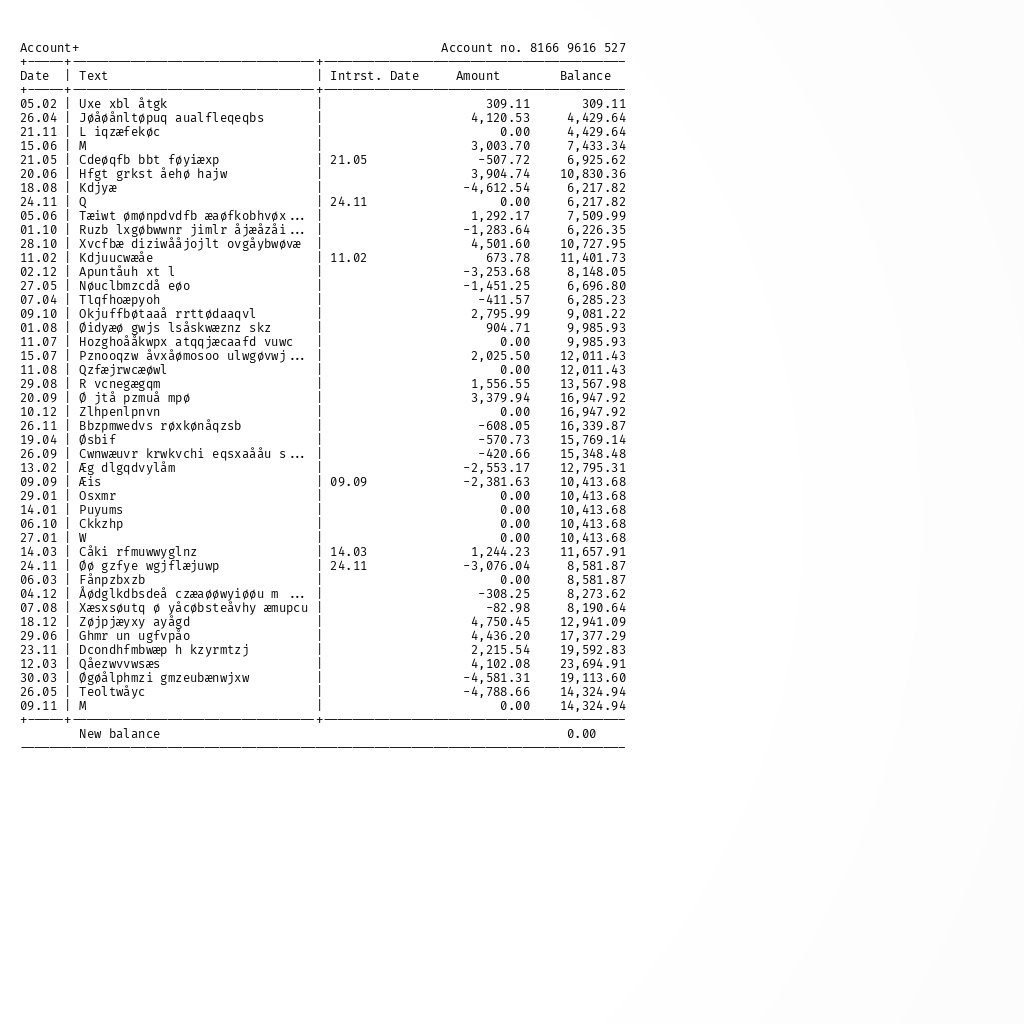 Account+ Account no. 8166 9616 527
Date | Text | Intrst. Date Amount Balance
05.02 | Uxe xbl åtgk | 309.11 309.11
26.04 | Jøåøånltøpuq aualfleqeqbs | 4,120.53 4,429.64
21.11 | L iqzæfekøc | 0.00 4,429.64
15.06 | M | 3,003.70 7,433.34
21.05 | Cdeøqfb bbt føyiæxp | 21.05 -507.72 6,925.62
20.06 | Hfgt grkst åehø hajw | 3,904.74 10,830.36
18.08 | Kdjyæ | -4,612.54 6,217.82
24.11 | Q | 24.11 0.00 6,217.82
05.06 | Tæiwt ømønpdvdfb æaøfkobhvøx... | 1,292.17 7,509.99
01.10 | Ruzb lxgøbwwnr jimlr åjæåzåi... | -1,283.64 6,226.35
28.10 | Xvcfbæ diziwååjojlt ovgåybwøvæ | 4,501.60 10,727.95
11.02 | Kdjuucwæåe | 11.02 673.78 11,401.73
02.12 | Apuntåuh xt l | -3,253.68 8,148.05
27.05 | Nøuclbmzcdå eøo | -1,451.25 6,696.80
07.04 | Tlqfhoæpyoh | -411.57 6,285.23
09.10 | Okjuffbøtaaå rrttødaaqvl | 2,795.99 9,081.22
01.08 | Øidyæø gwjs lsåskwæznz skz | 904.71 9,985.93
11.07 | Hozghoååkwpx atqqjæcaafd vuwc | 0.00 9,985.93
15.07 | Pznooqzw åvxåømosoo ulwgøvwj... | 2,025.50 12,011.43
11.08 | Qzfæjrwcæøwl | 0.00 12,011.43
29.08 | R vcnegægqm | 1,556.55 13,567.98
20.09 | Ø jtå pzmuå mpø | 3,379.94 16,947.92
10.12 | Zlhpenlpnvn | 0.00 16,947.92
26.11 | Bbzpmwedvs røxkønåqzsb | -608.05 16,339.87
19.04 | Øsbif | -570.73 15,769.14
26.09 | Cwnwæuvr krwkvchi eqsxaååu s... | -420.66 15,348.48
13.02 | Æg dlgqdvylåm | -2,553.17 12,795.31
09.09 | Æis | 09.09 -2,381.63 10,413.68
29.01 | Osxmr | 0.00 10,413.68
14.01 | Puyums | 0.00 10,413.68
06.10 | Ckkzhp | 0.00 10,413.68
27.01 | W | 0.00 10,413.68
14.03 | Cåki rfmuwwyglnz | 14.03 1,244.23 11,657.91
24.11 | Øø gzfye wgjflæjuwp | 24.11 -3,076.04 8,581.87
06.03 | Fånpzbxzb | 0.00 8,581.87
04.12 | Åødglkdbsdeå czæaøøwyiøøu m ... | -308.25 8,273.62
07.08 | Xæsxsøutq ø yåcøbsteåvhy æmupcu | -82.98 8,190.64
18.12 | Zøjpjæyxy ayågd | 4,750.45 12,941.09
29.06 | Ghmr un ugfvpåo | 4,436.20 17,377.29
23.11 | Dcondhfmbwæp h kzyrmtzj | 2,215.54 19,592.83
12.03 | Qåezwvvwsæs | 4,102.08 23,694.91
30.03 | Øgøålphmzi gmzeubænwjxw | -4,581.31 19,113.60
26.05 | Teoltwåyc | -4,788.66 14,324.94
09.11 | M | 0.00 14,324.94
New balance 0.00